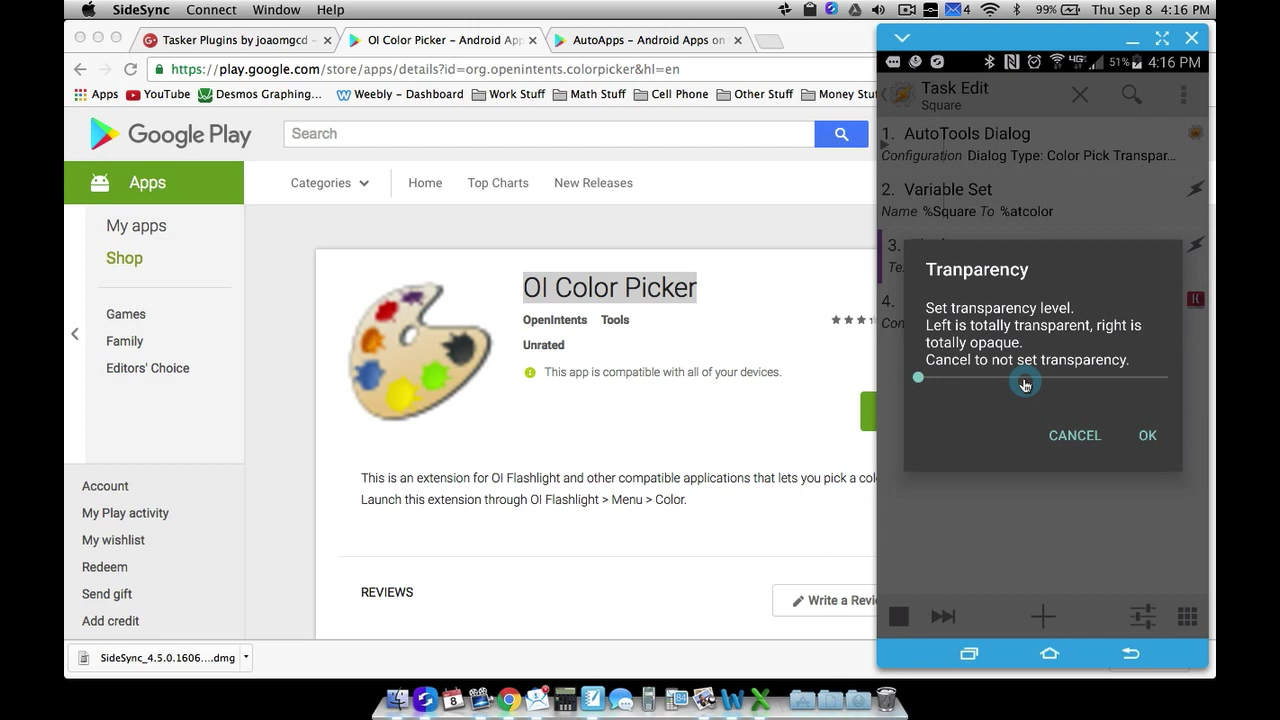 SideSync Connect Window Help
4 99% Thu Sep 8 4:16 PM
Tasker Plugins by joaomgcd
OI Color Picker – Android Ap
AutoApps – Android Apps on
https://play.google.com/store/apps/details?id=org.openintents.colorpicker&hl=en
Apps YouTube Desmos Graphing... Weebly - Dashboard Work Stuff Math Stuff Cell Phone Other Stuff Money Stu
Google Play
Search
Apps
Categories Home Top Charts New Releases
My apps
Shop
Games
Family
Editors' Choice
Account
My Play activity
My wishlist
Redeem
Send gift
Add credit
OI Color Picker
OpenIntents Tools
Unrated
This app is compatible with all of your devices.
This is an extension for OI Flashlight and other compatible applications that lets you pick a
Launch this extension through OI Flashlight > Menu > Color.
REVIEWS
Write a Revi
SideSync_4.5.0.1606....dmg
4G 51% 4:16 PM
Task Edit
Square
1. AutoTools Dialog
Configuration Dialog Type: Color Pick Transpar...
2. Variable Set
Name %Square To %atcolor
3.
Te
4.
Con
Tranparency
Set transparency level.
Left is totally transparent, right is
totally opaque.
Cancel to not set transparency.
CANCEL OK
8